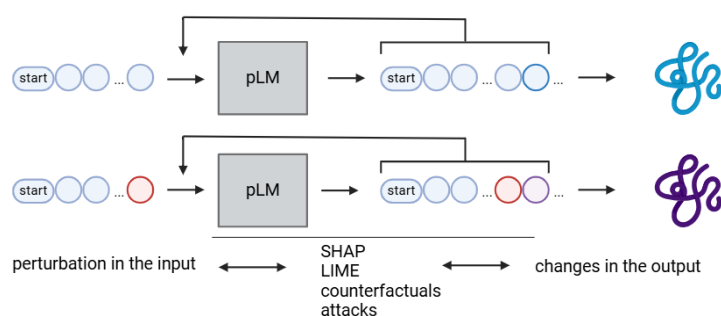 start ... pLM start ... ...
start ... pLM start ... ...
perturbation in the input
SHAP
LIME
counterfactuals
attacks
changes in the output